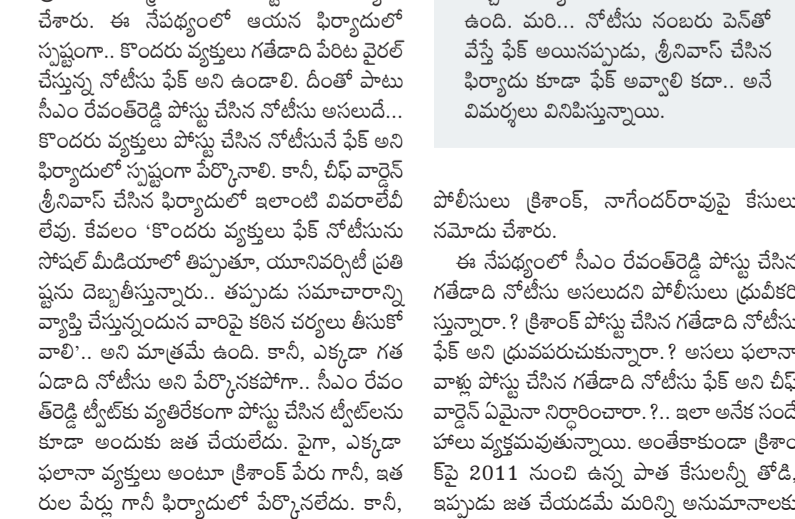 చేశారు. ఈ నేపథ్యంలో ఆయన ఫిర్యాదులో
స్పష్టంగా.. కొందరు వ్యక్తులు గతేడాది పేరిట వైరల్
చేస్తున్న నోటీసు ఫేక్ అని ఉండాలి. దీంతో పాటు
సీఎం రేవంత్‌రెడ్డి పోస్టు చేసిన నోటీసు అసలుదే...
కొందరు వ్యక్తులు పోస్టు చేసిన నోటీసునే ఫేక్ అని
ఫిర్యాదులో స్పష్టంగా పేర్కొనాలి. కానీ, చీఫ్ వార్డెన్
శ్రీనివాస్ చేసిన ఫిర్యాదులో ఇలాంటి వివరాలేవీ
లేవు. కేవలం ‘కొందరు వ్యక్తులు ఫేక్ నోటీసును
సోషల్ మీడియాలో తిప్పుతూ, యూనివర్సిటీ ప్రతి
ష్టను దెబ్బతీస్తున్నారు.. తప్పుడు సమాచారాన్ని
వ్యాప్తి చేస్తున్నందున వారిపై కఠిన చర్యలు తీసుకో
వాలి’.. అని మాత్రమే ఉంది. కానీ, ఎక్కడా గత
ఏడాది నోటీసు అని పేర్కొనకపోగా.. సీఎం రేవం
త్‌రెడ్డి ట్వీట్‌కు వ్యతిరేకంగా పోస్టు చేసిన ట్వీట్‌లను
కూడా అందుకు జత చేయలేదు. పైగా, ఎక్కడా
ఫలానా వ్యక్తులు అంటూ క్రిశాంక్ పేరు గానీ, ఇత
రుల పేర్లు గానీ ఫిర్యాదులో పేర్కొనలేదు. కానీ,
ఉంది. మరి... నోటీసు నంబరు పెన్‌తో
వేస్తే ఫేక్ అయినప్పుడు, శ్రీనివాస్ చేసిన
ఫిర్యాదు కూడా ఫేక్ అవ్వాలి కదా.. అనే
విమర్శలు వినిపిస్తున్నాయి.
పోలీసులు క్రిశాంక్, నాగేందర్‌రావుపై కేసులు
నమోదు చేశారు.
ఈ నేపథ్యంలో సీఎం రేవంత్‌రెడ్డి పోస్టు చేసిన
గతేడాది నోటీసు అసలుదని పోలీసులు ధ్రువీకరి
స్తున్నారా.? క్రిశాంక్ పోస్టు చేసిన గతేడాది నోటీసు
ఫేక్ అని ధ్రువపరుచుకున్నారా.? అసలు ఫలానా
వాళ్లు పోస్టు చేసిన గతేడాది నోటీసు ఫేక్ అని చీఫ్
వార్డెన్ ఏమైనా నిర్ధారించారా.?.. ఇలా అనేక సందే
హాలు వ్యక్తమవుతున్నాయి. అంతేకాకుండా క్రిశాం
క్‌పై 2011 నుంచి ఉన్న పాత కేసులన్నీ తోడి,
ఇప్పుడు జత చేయడమే మరిన్ని అనుమానాలకు